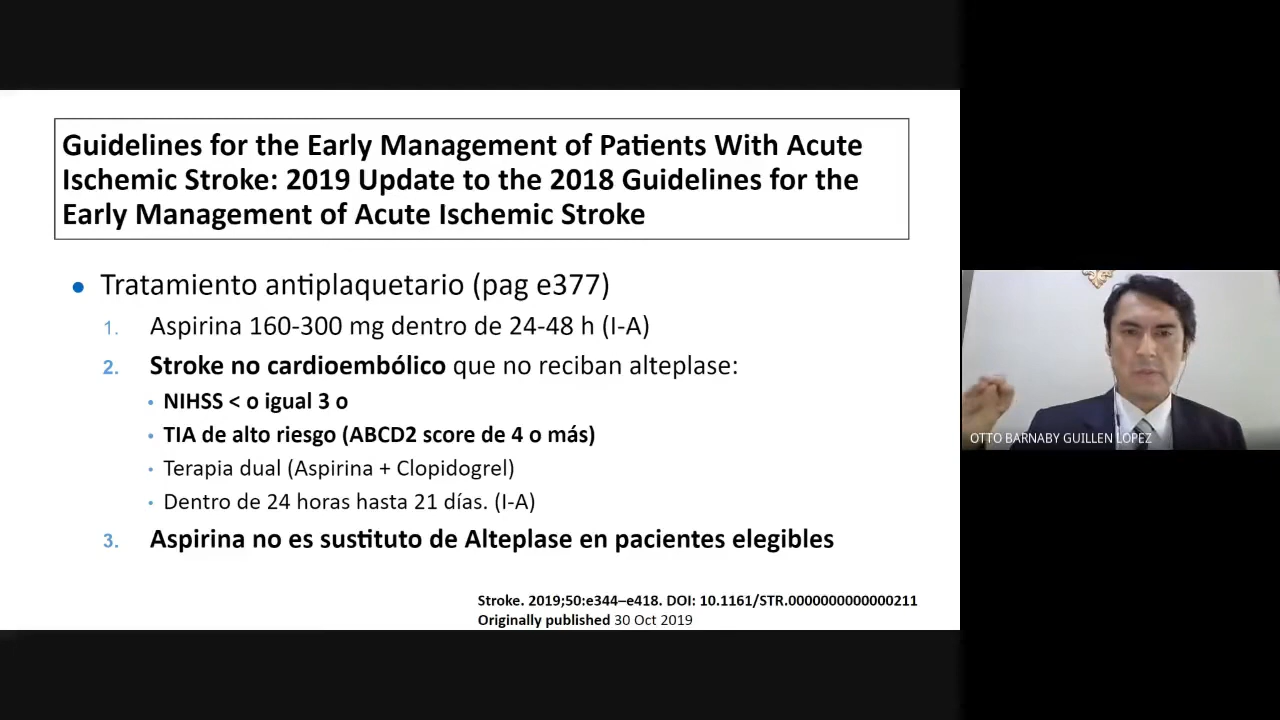 Guidelines for the Early Management of Patients With Acute
Ischemic Stroke: 2019 Update to the 2018 Guidelines for the
Early Management of Acute Ischemic Stroke
• Tratamiento antiplaquetario (pag e377)
1. Aspirina 160-300 mg dentro de 24-48 h (I-A)
2. Stroke no cardioembólico que no reciban alteplase:
• NIHSS < o igual 3 o
• TIA de alto riesgo (ABCD2 score de 4 o más)
• Terapia dual (Aspirina + Clopidogrel)
• Dentro de 24 horas hasta 21 días. (I-A)
3. Aspirina no es sustituto de Alteplase en pacientes elegibles
Stroke. 2019;50:e344–e418. DOI: 10.1161/STR.0000000000000211
Originally published 30 Oct 2019
OTTO BARNABY GUILLEN LOPEZ